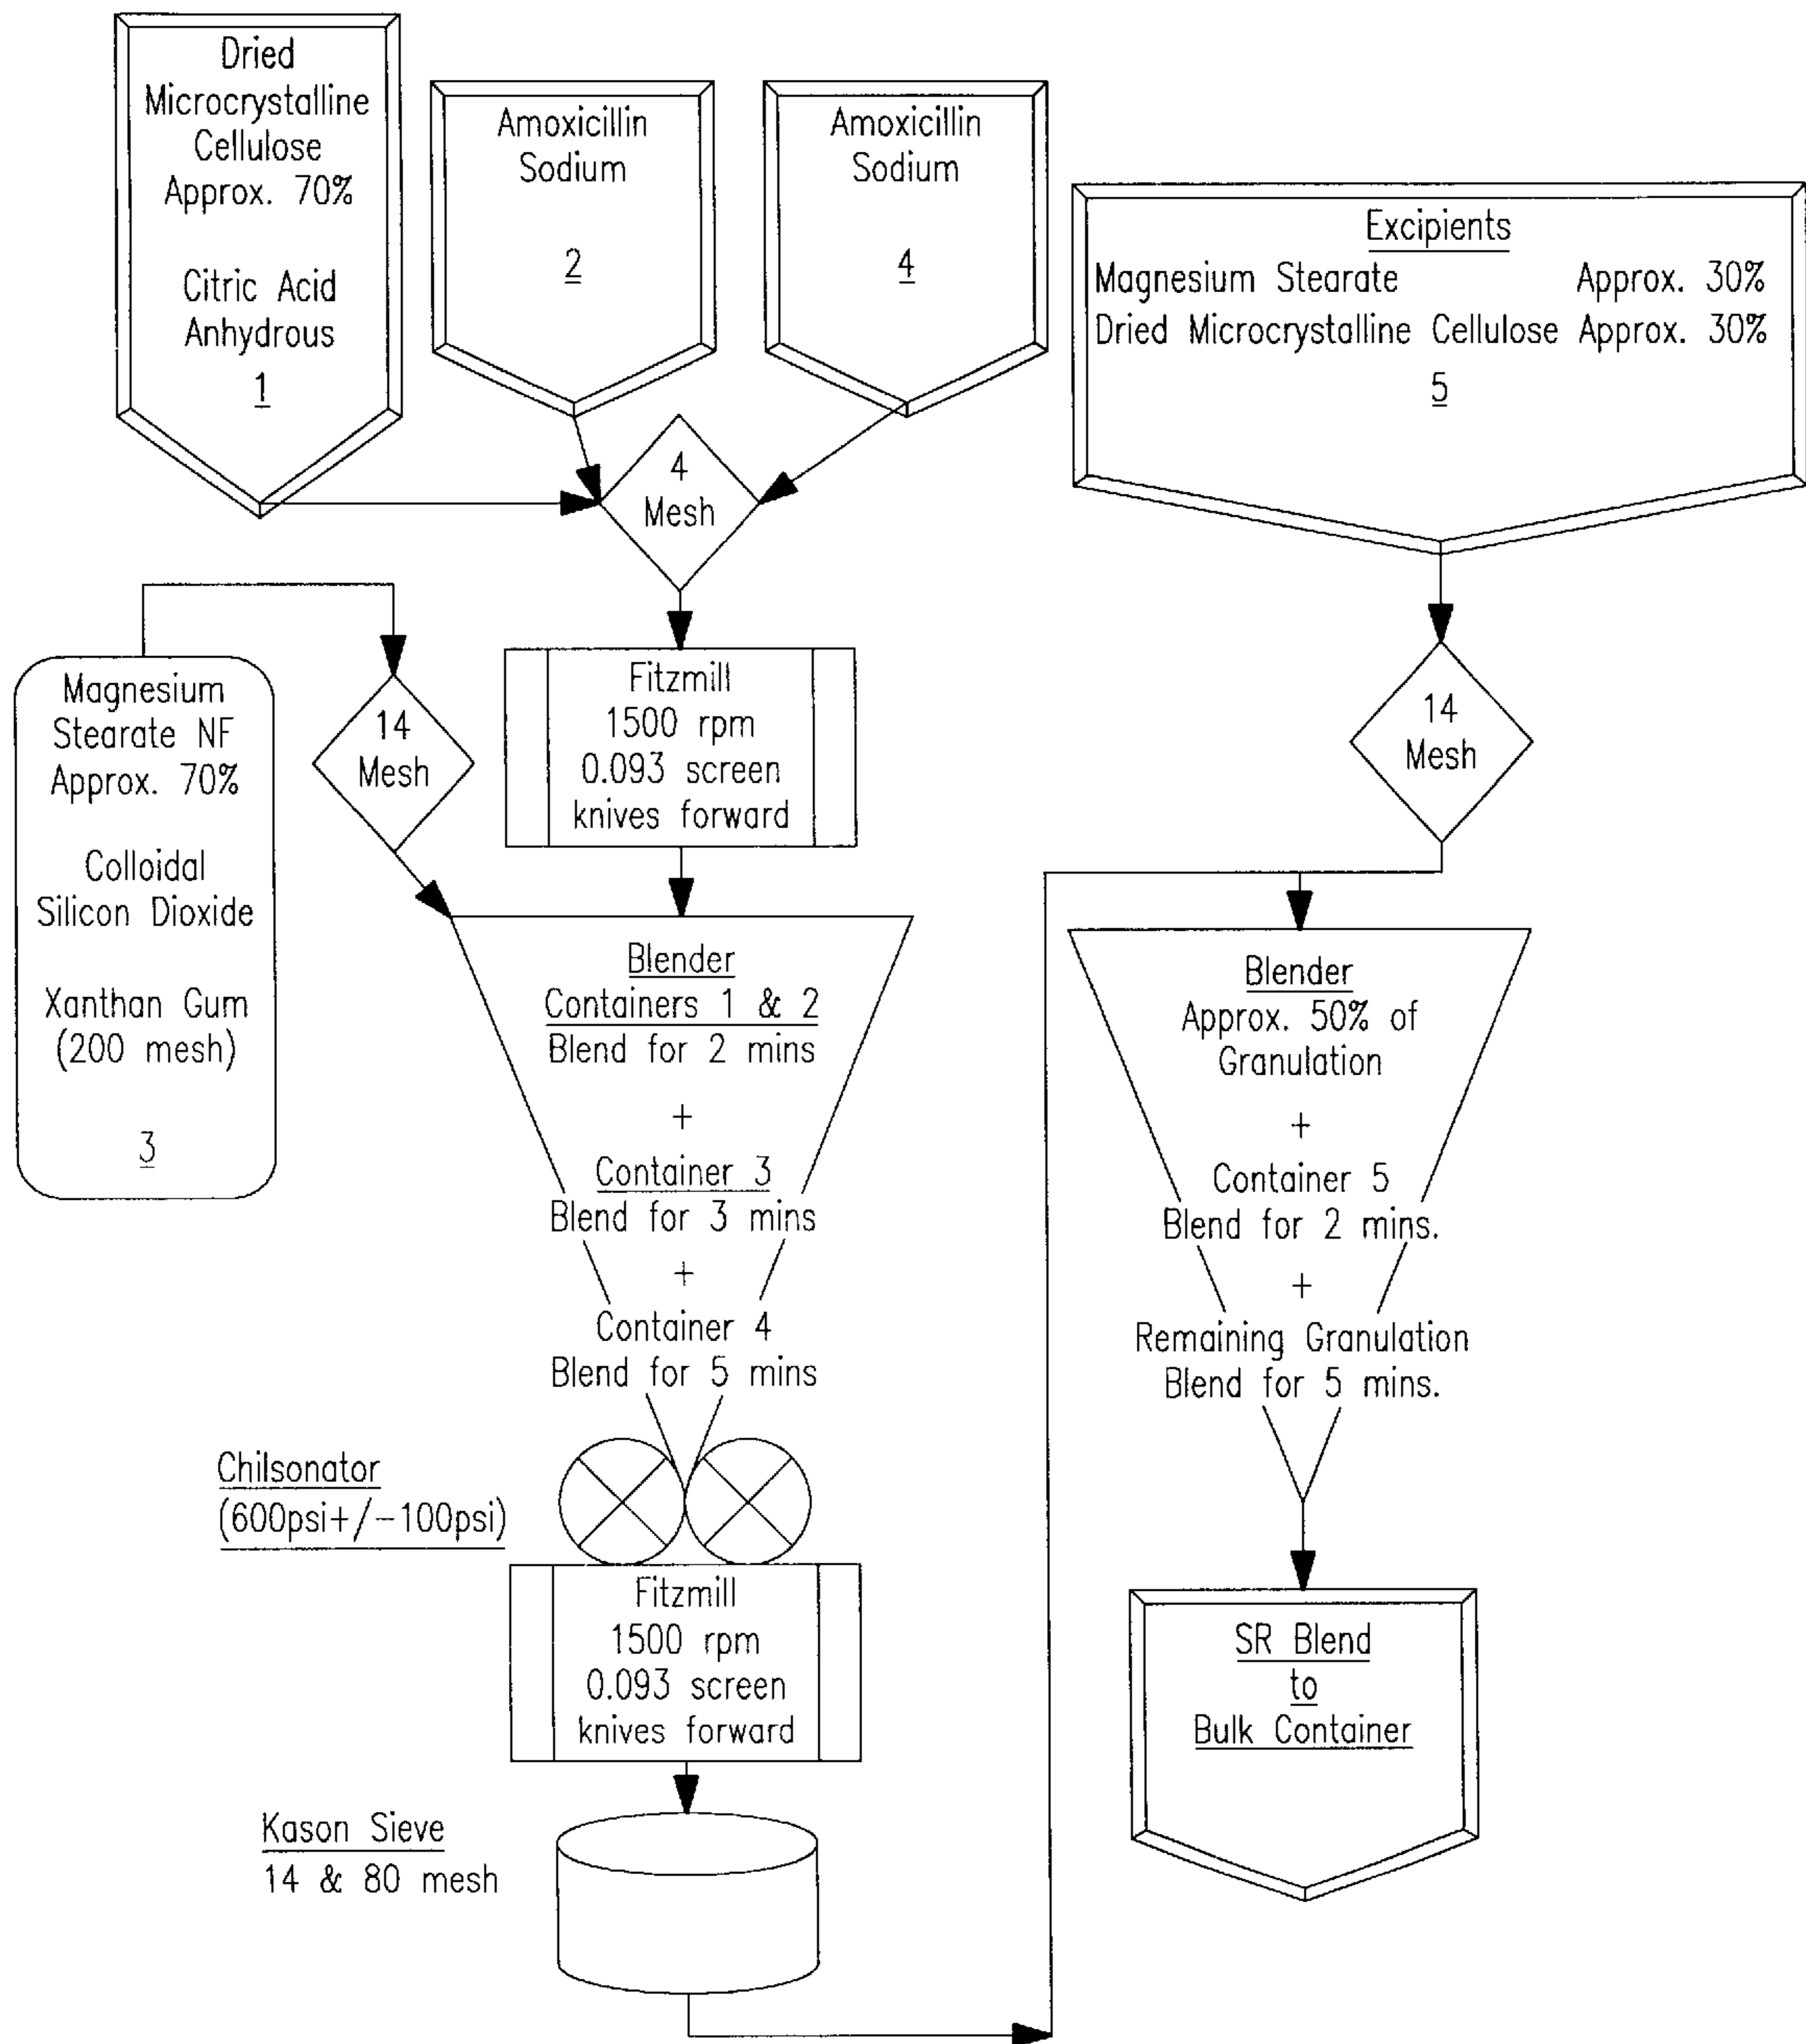 Dried
Microcrystalline
Cellulose
Approx. 70%
Citric Acid
Anhydrous
1
Amoxicillin
Sodium
2
Amoxicillin
Sodium
4
Excipients
Magnesium Stearate Approx. 30%
Dried Microcrystalline Cellulose Approx. 30%
5
4
Mesh
Magnesium
Stearate NF
Approx. 70%
Colloidal
Silicon Dioxide
Xanthan Gum
(200 mesh)
3
14
Mesh
Fitzmill
1500 rpm
0.093 screen
knives forward
14
Mesh
Blender
Containers 1 & 2
Blend for 2 mins
+
Container 3
Blend for 3 mins
+
Container 4
Blend for 5 mins
Blender
Approx. 50% of
Granulation
+
Container 5
Blend for 2 mins.
+
Remaining Granulation
Blend for 5 mins.
Chilsonator
(600psi+/-100psi)
Fitzmill
1500 rpm
0.093 screen
knives forward
SR Blend
to
Bulk Container
Kason Sieve
14 & 80 mesh